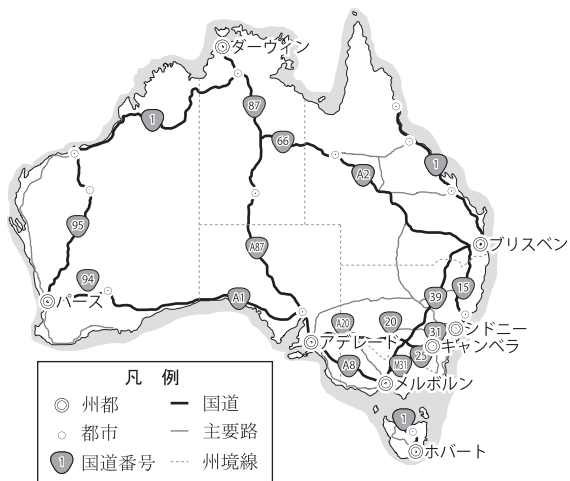 ダーウィン
1
87
66
A2
1
95
94
A87
A1
ブリスベン
パース
39
15
A20
20
31
シドニー
アデレード
キャンベラ
25
A8
M31
メルボルン
1
ホバート
凡例
州都
国道
都市
主要路
1
国道番号
州境線